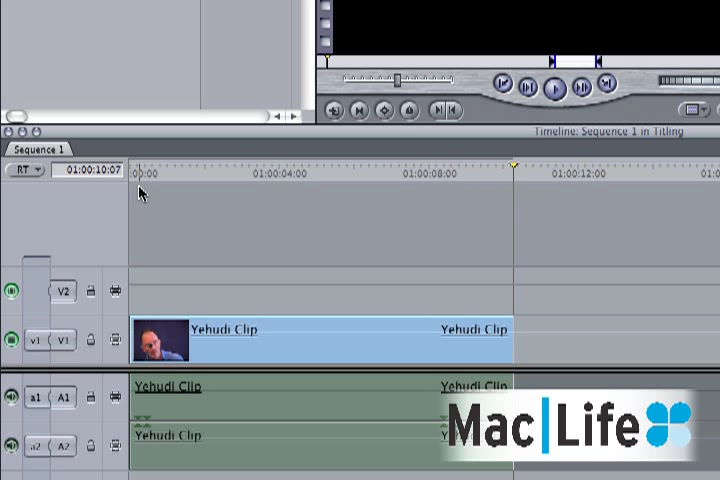 Timeline: Sequence 1 in Titling
Sequence 1
RT
01:00:10:07
:00:00
01:00:04:00
01:00:08:00
01:00:12:00
01:0
V2
v1 V1
Yehudi Clip
Yehudi Clip
a1 A1
Yehudi Clip
Yehudi Clip
a2 A2
Yehudi Clip
Y
Mac|Life